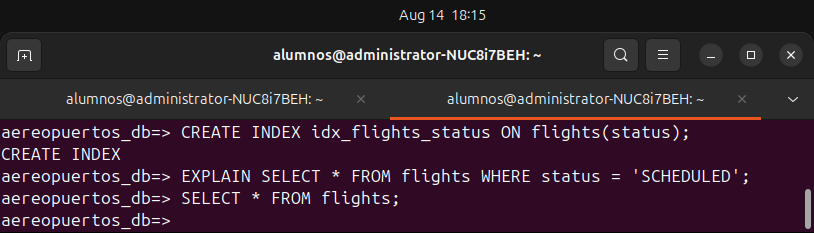 Aug 14 18:15
alumnos@administrator-NUC8i7BEH: ~
alumnos@administrator-NUC8i7BEH: ~
alumnos@administrator-NUC8i7BEH: ~
aereopuertos_db=> CREATE INDEX idx_flights_status ON flights(status);
CREATE INDEX
aereopuertos_db=> EXPLAIN SELECT * FROM flights WHERE status = 'SCHEDULED';
aereopuertos_db=> SELECT * FROM flights;
aereopuertos_db=>